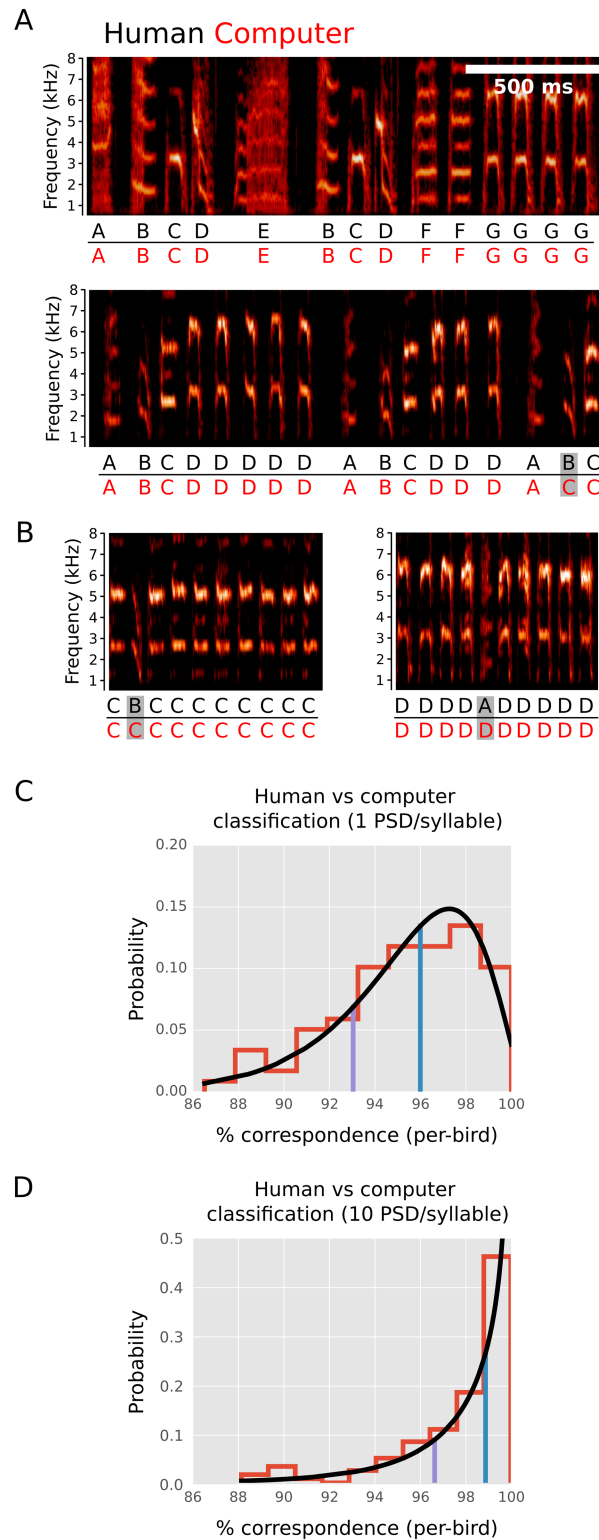 A
Human Computer
8
7
6
5
4
3
2
1
Frequency (kHz)
500 ms
A B C D E B C D F F G G G G
A B C D E B C D F F G G G G
8
7
6
5
4
3
2
1
Frequency (kHz)
A B C D D D D D A B C D D D A B C
A B C D D D D D A B C D D D A C C
B
8
7
6
5
4
3
2
1
Frequency (kHz)
C B C C C C C C C C
C C C C C C C C C C
8
7
6
5
4
3
2
1
Frequency (kHz)
D D D D A D D D D D
D D D D D D D D D D
C
Human vs computer
classification (1 PSD/syllable)
0.20
0.15
0.10
0.05
0.00
Probability
86 88 90 92 94 96 98 100
% correspondence (per-bird)
D
Human vs computer
classification (10 PSD/syllable)
0.5
0.4
0.3
0.2
0.1
0.0
Probability
86 88 90 92 94 96 98 100
% correspondence (per-bird)